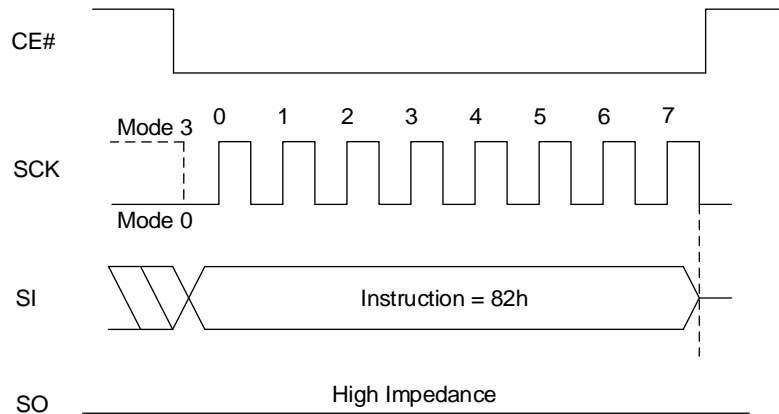 CE#
Mode 3
0 1 2 3 4 5 6 7
SCK
Mode 0
SI
Instruction = 82h
SO
High Impedance